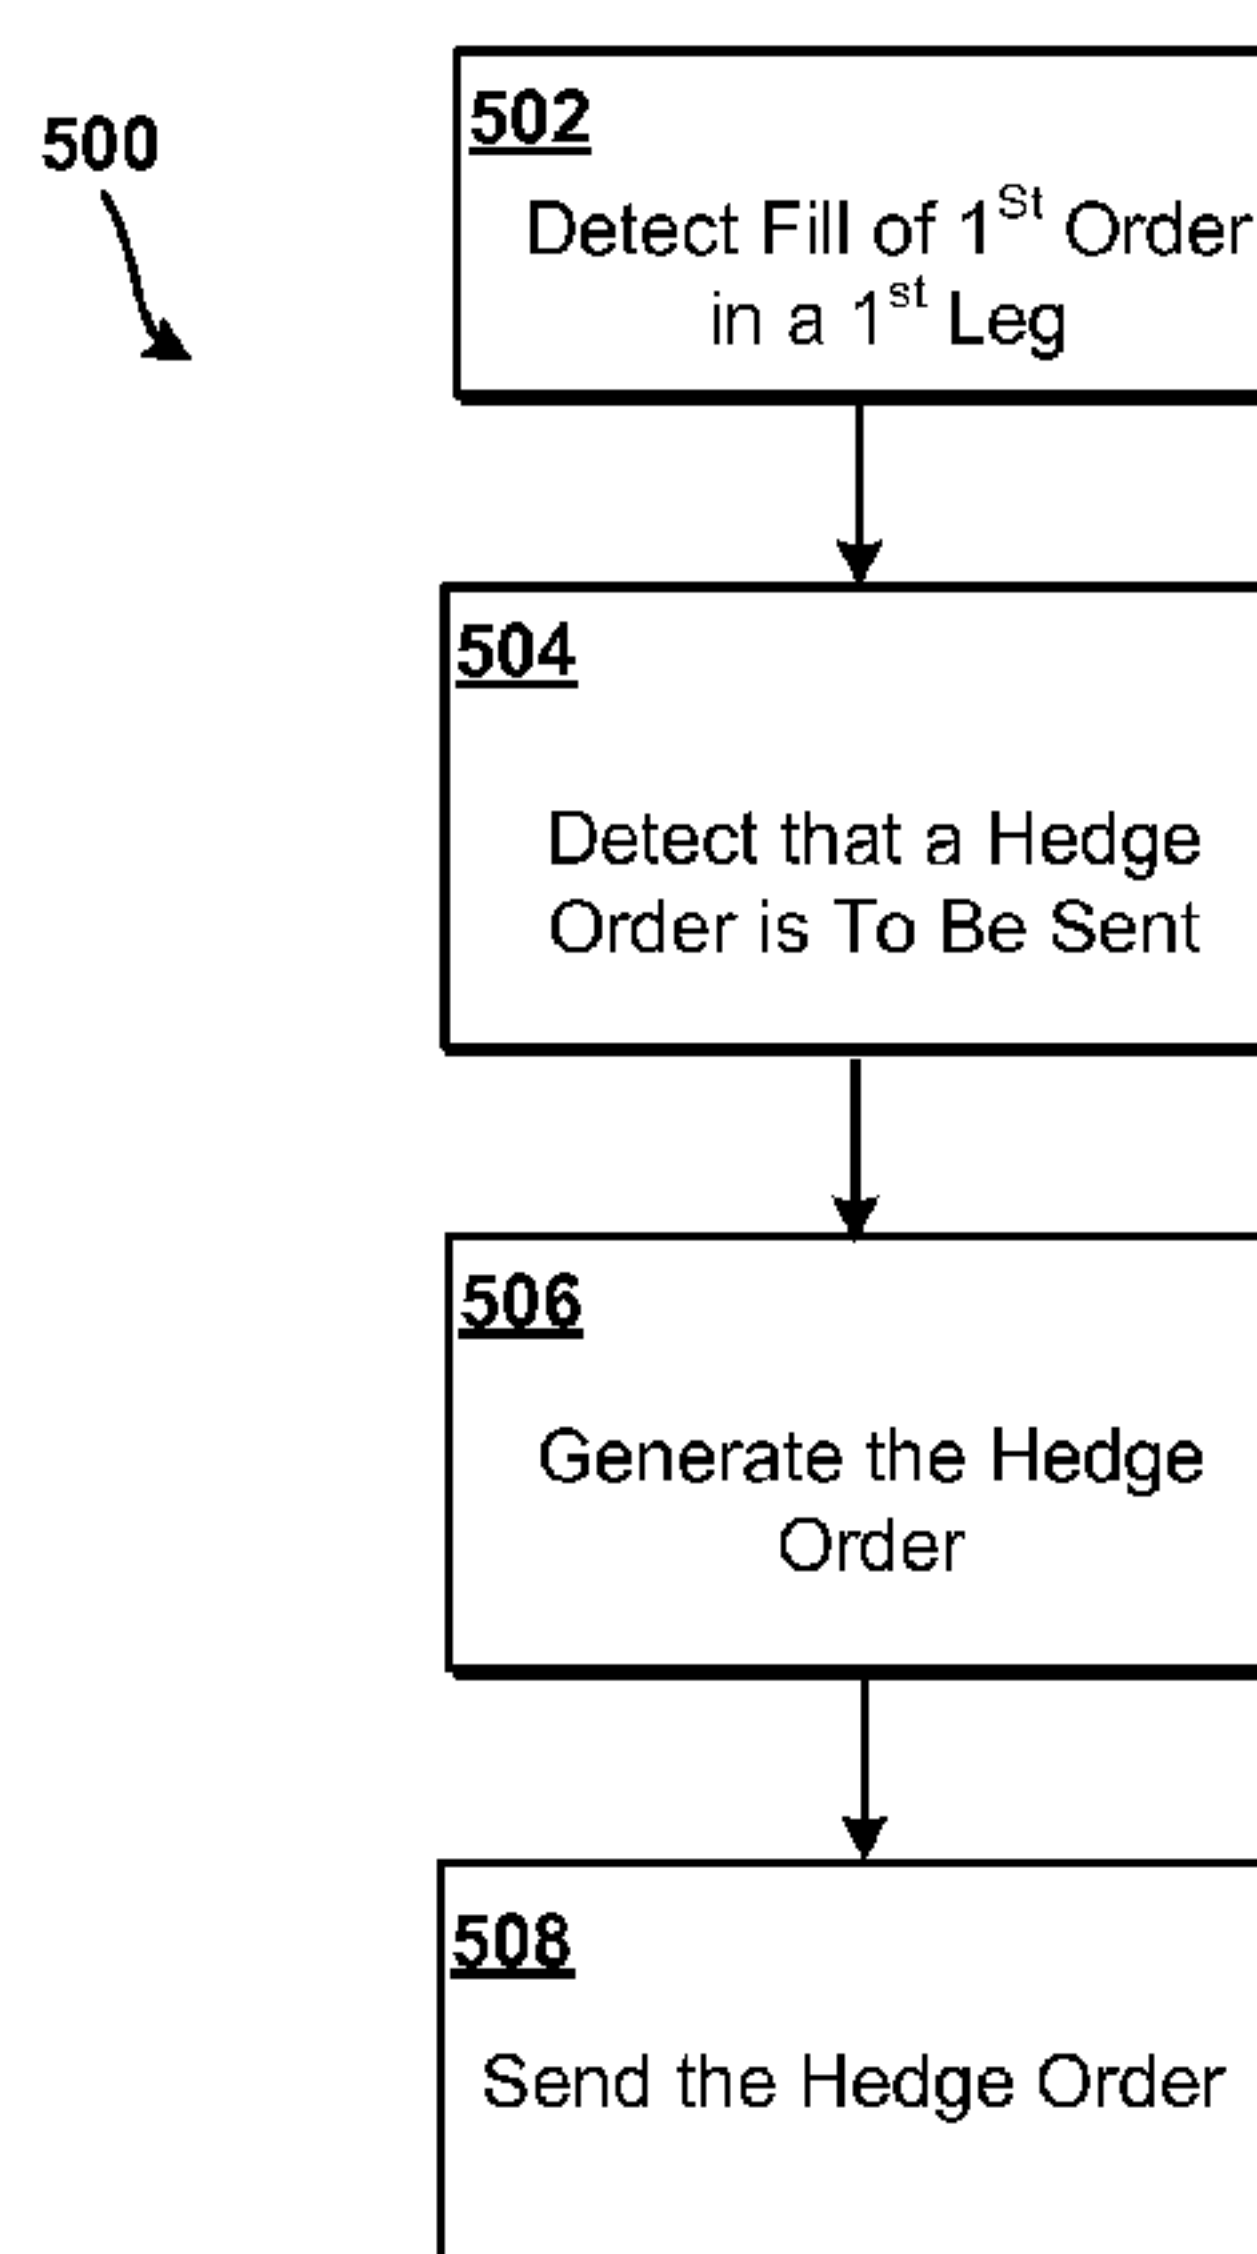 500
502
Detect Fill of 1St Order
in a 1st Leg
504
Detect that a Hedge
Order is To Be Sent
506
Generate the Hedge
Order
508
Send the Hedge Order